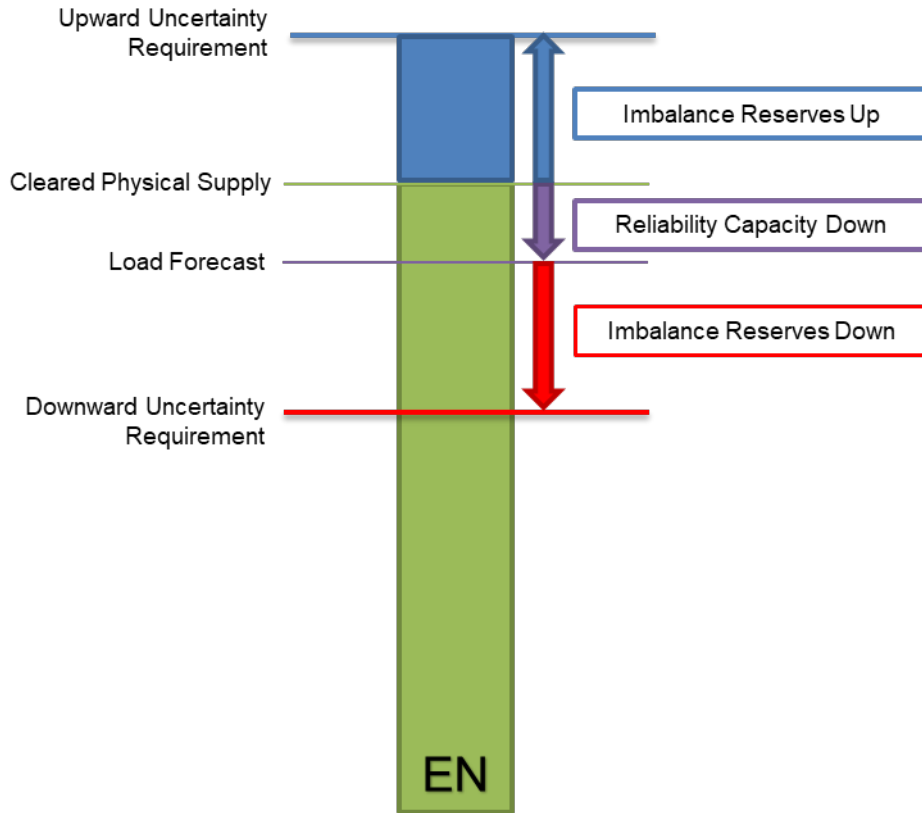 Upward Uncertainty
Requirement
Imbalance Reserves Up
Cleared Physical Supply
Reliability Capacity Down
Load Forecast
Imbalance Reserves Down
Downward Uncertainty
Requirement
EN